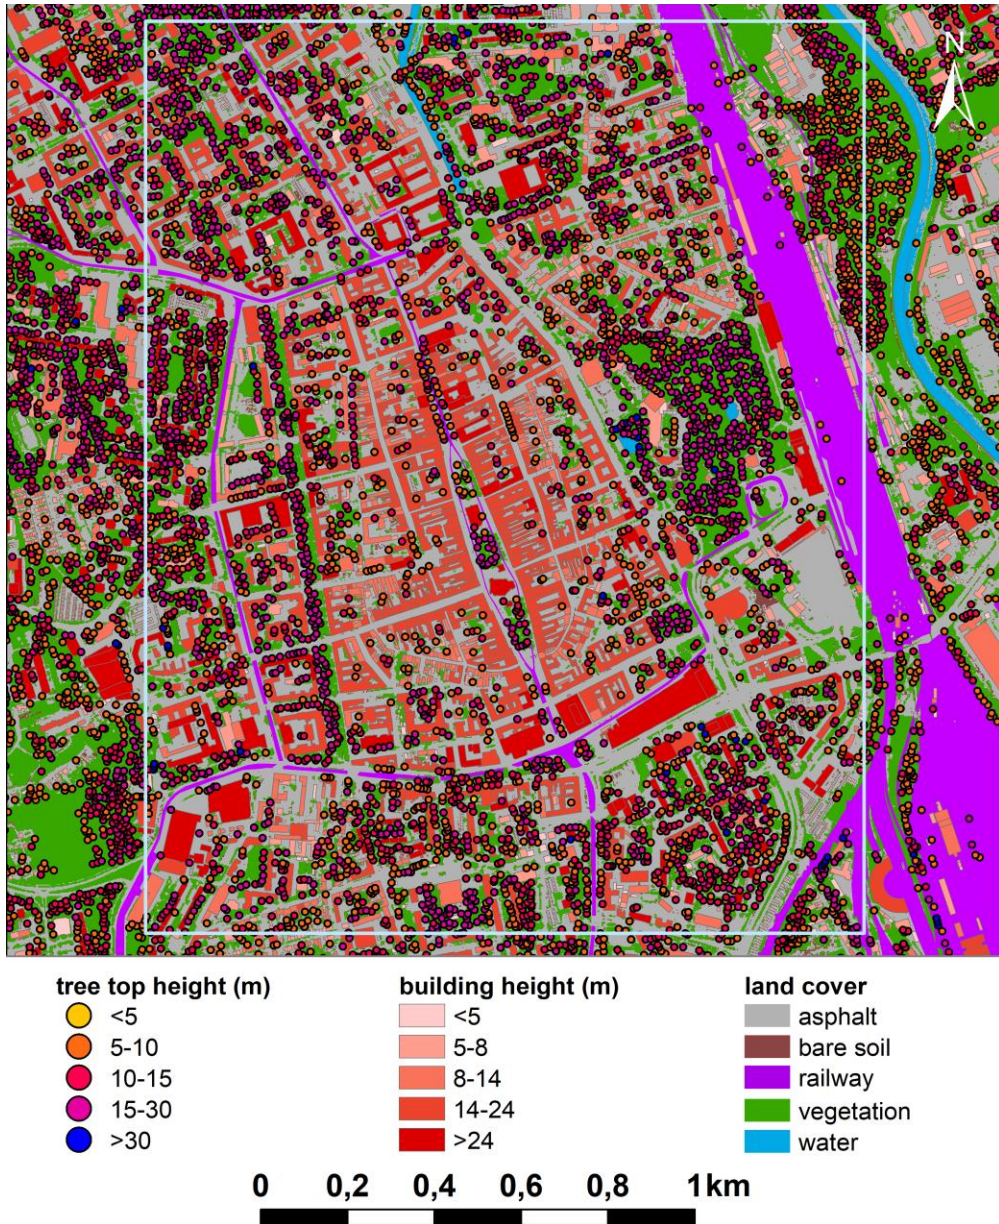 N
tree top height (m)
<5
5-10
10-15
15-30
>30
building height (m)
<5
5-8
8-14
14-24
>24
land cover
asphalt
bare soil
railway
vegetation
water
0 0,2 0,4 0,6 0,8 1km